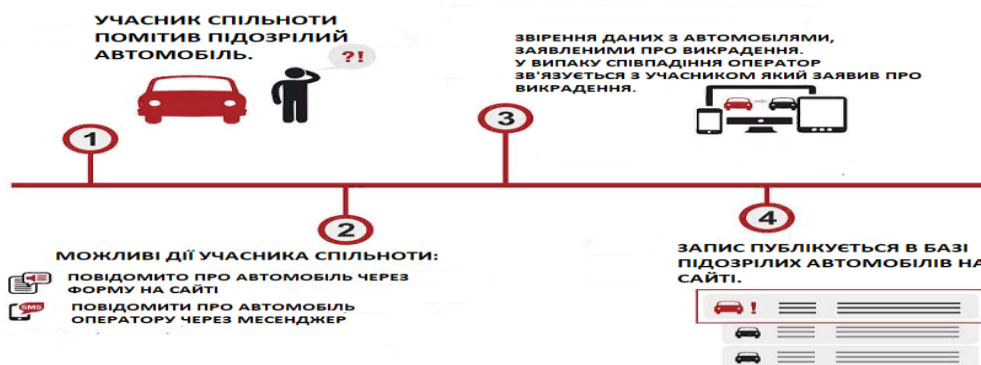 УЧАСНИК СПІЛЬНОТИ
ПОМІТИВ ПІДОЗРІЛИЙ
АВТОМОБІЛЬ.
?!
1
2
МОЖЛИВІ ДІЇ УЧАСНИКА СПІЛЬНОТИ:
ПОВІДОМИТО ПРО АВТОМОБІЛЬ ЧЕРЕЗ
ФОРМУ НА САЙТІ
SMS
ПОВІДОМИТИ ПРО АВТОМОБІЛЬ
ОПЕРАТОРУ ЧЕРЕЗ МЕСЕНДЖЕР
3
ЗВІРЕННЯ ДАНИХ З АВТОМОБІЛЯМИ,
ЗАЯВЛЕНИМИ ПРО ВИКРАДЕННЯ.
У ВИПАКУ СПІВПАДІННЯ ОПЕРАТОР
ЗВ'ЯЗУЄТЬСЯ З УЧАСНИКОМ ЯКИЙ ЗАЯВИВ ПРО
ВИКРАДЕННЯ.
4
ЗАПИС ПУБЛІКУЄТЬСЯ В БАЗІ
ПІДОЗРІЛИХ АВТОМОБІЛІВ НА
САЙТІ.
!